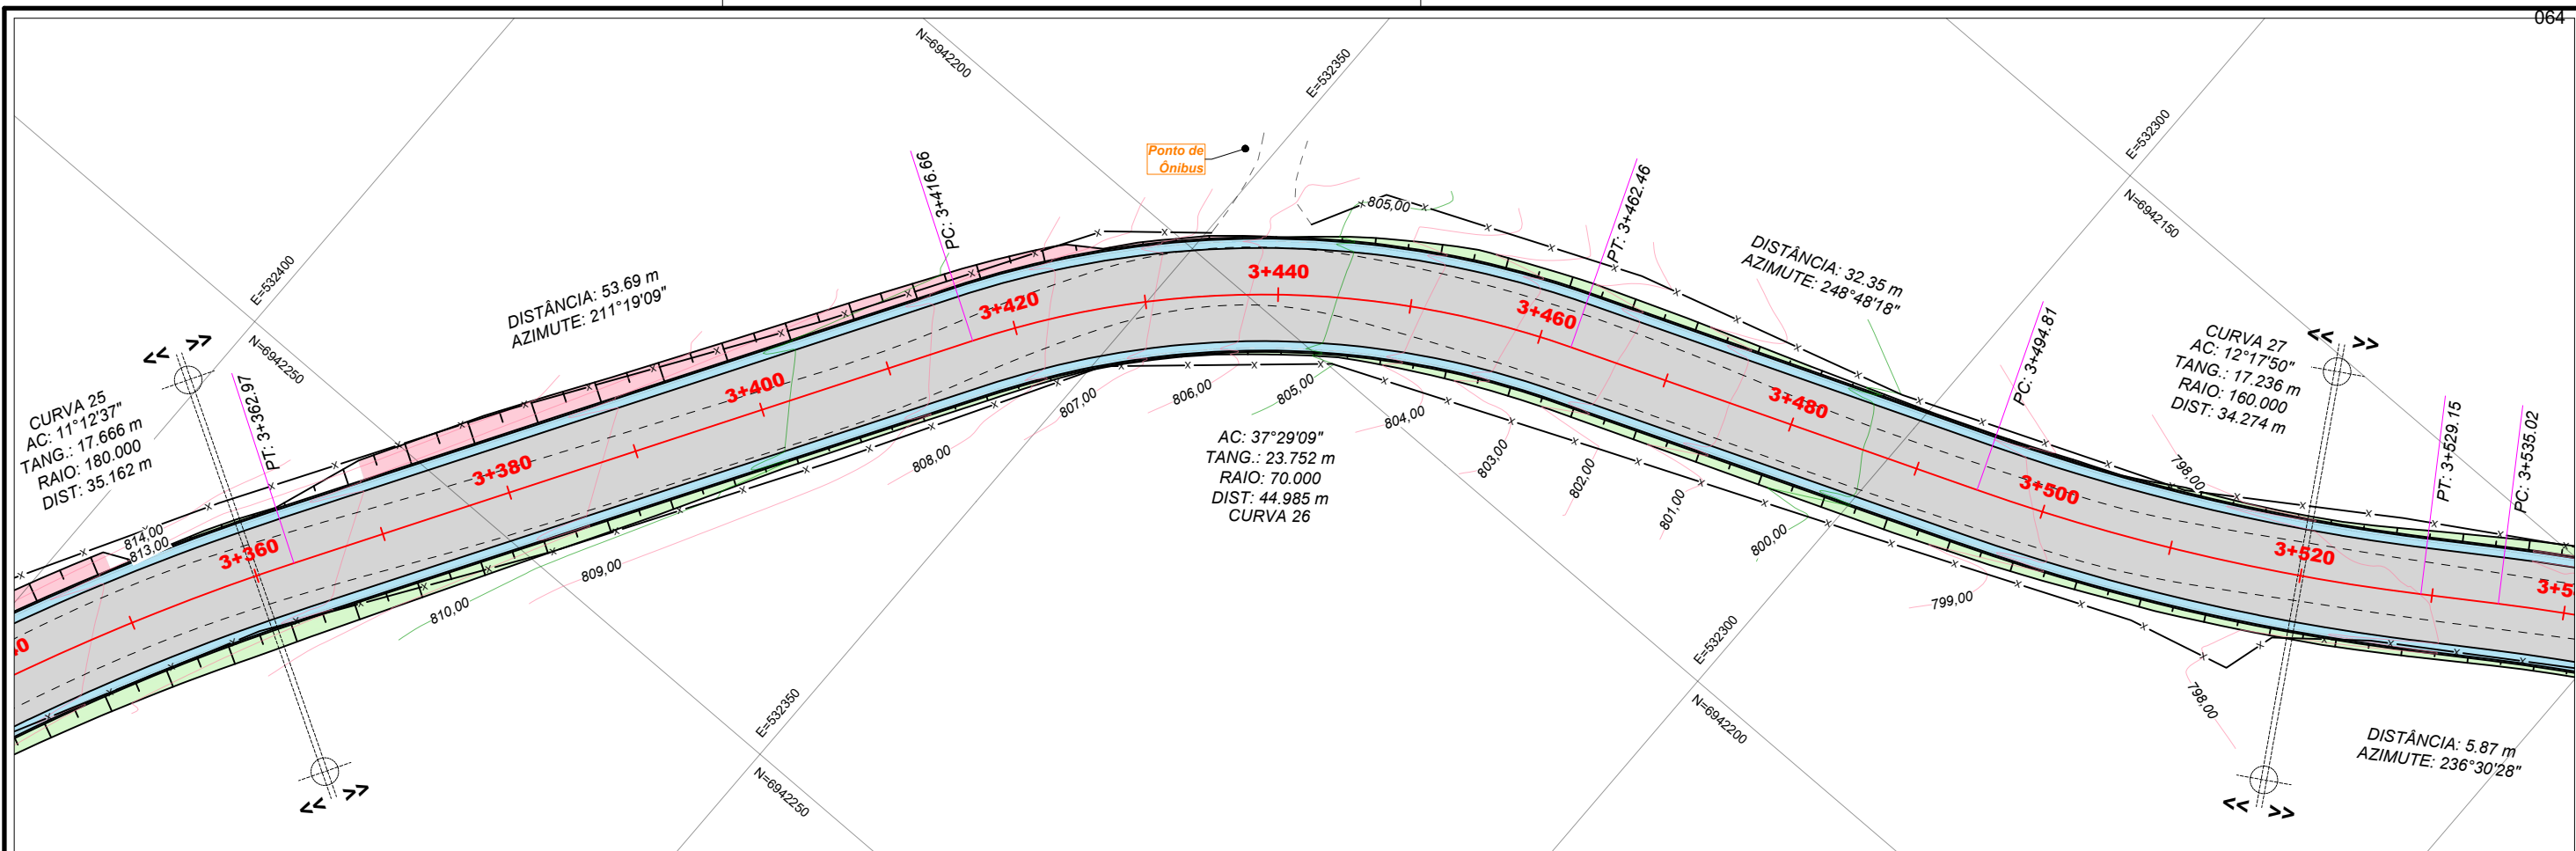 064
N=6942200
E=532350
E=532300
N=6942150
E=532400
N=6942250
Ponto de
Ônibus
PC: 3+416.66
805,00
PT: 3+462.46
DISTÂNCIA: 32.35 m
AZIMUTE: 248°48'18"
DISTÂNCIA: 53.69 m
AZIMUTE: 211°19'09"
3+440
3+420
3+460
PC: 3+494.81
CURVA 27
AC: 12°17'50"
TANG.: 17.236 m
RAIO: 160.000
DIST: 34.274 m
<< >>
<< >>
CURVA 25
AC: 11°12'37"
TANG.: 17.666 m
RAIO: 180.000
DIST: 35.162 m
PT: 3+362.97
3+400
3+480
807,00
806,00
805,00
804,00
PT: 3+529.15
PC: 3+535.02
AC: 37°29'09"
TANG.: 23.752 m
RAIO: 70.000
DIST: 44.985 m
CURVA 26
808,00
803,00
802,00
801,00
800,00
798,00
3+380
3+500
814,00
813,00
3+360
3+520
809,00
810,00
799,00
E=532300
N=6942200
E=532350
N=6942250
798,00
DISTÂNCIA: 5.87 m
AZIMUTE: 236°30'28"
<< >>
<< >>